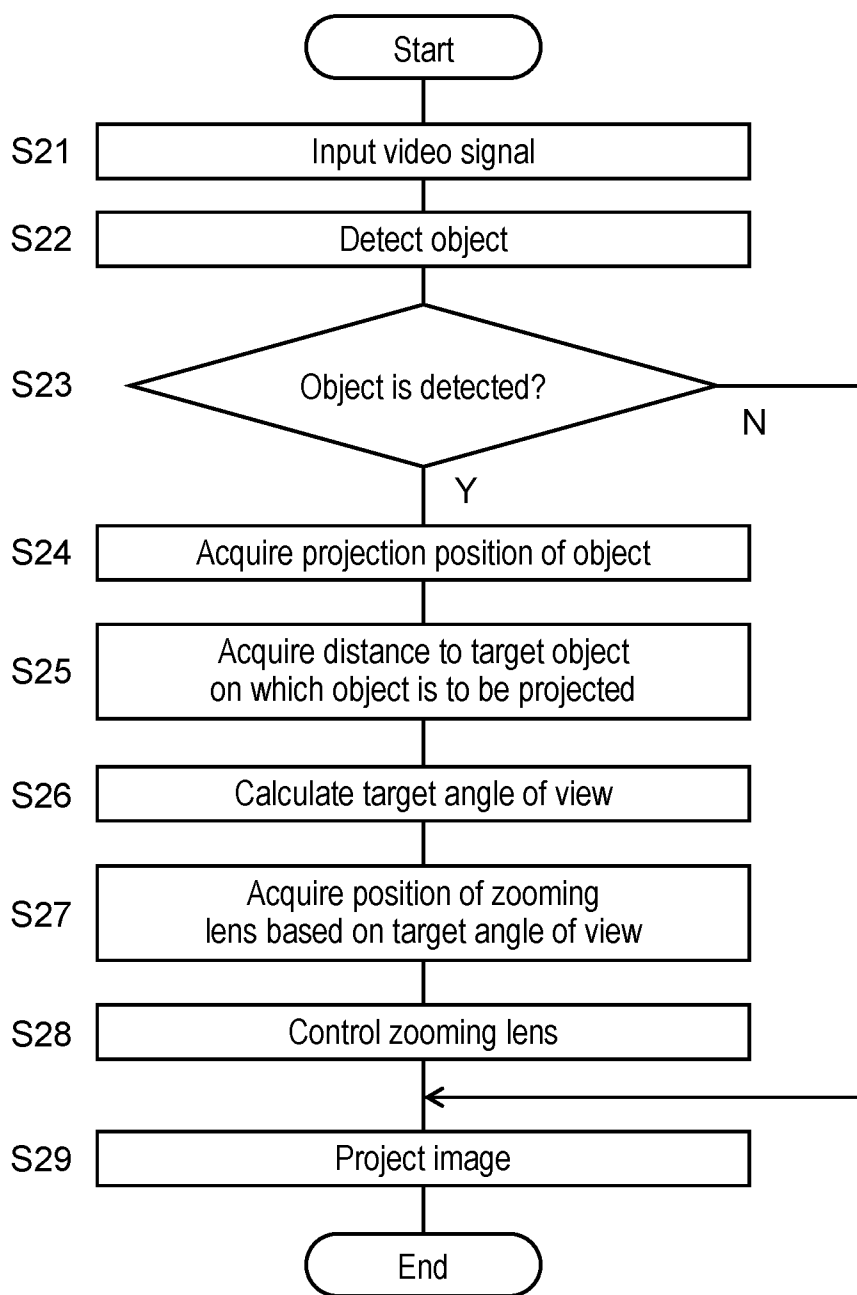 Start
S21
Input video signal
S22
Detect object
S23
Object is detected?
N
Y
S24
Acquire projection position of object
S25
Acquire distance to target object
on which object is to be projected
S26
Calculate target angle of view
S27
Acquire position of zooming
lens based on target angle of view
S28
Control zooming lens
S29
Project image
End